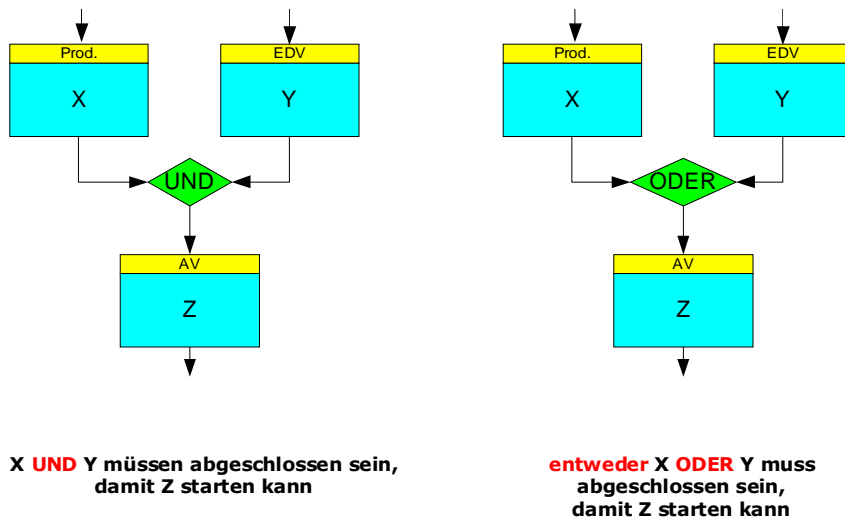 Prod.
X
EDV
Y
UND
AV
Z
X UND Y müssen abgeschlossen sein,
damit Z starten kann
Prod.
X
EDV
Y
ODER
AV
Z
entweder X ODER Y muss
abgeschlossen sein,
damit Z starten kann